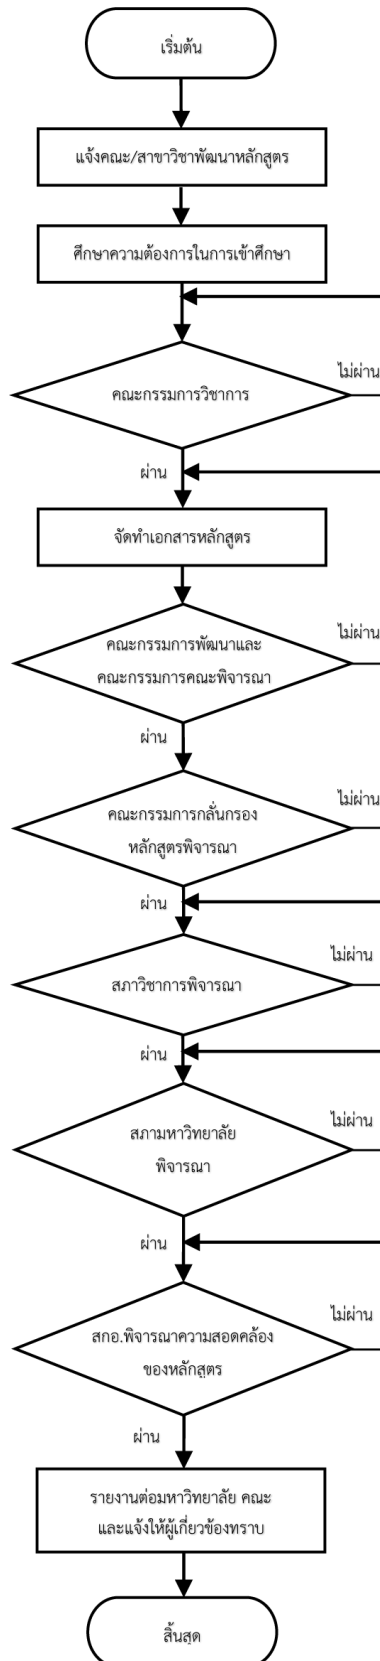 เริ่มต้น
แจ้งคณะ/สาขาวิชาพัฒนาหลักสูตร
ศึกษาความต้องการในการเข้าศึกษา
ไม่ผ่าน
คณะกรรมการวิชาการ
ผ่าน
จัดทำเอกสารหลักสูตร
ไม่ผ่าน
คณะกรรมการพัฒนาและ
คณะกรรมการคณะพิจารณา
ผ่าน
ไม่ผ่าน
คณะกรรมการกลั่นกรอง
หลักสูตรพิจารณา
ผ่าน
ไม่ผ่าน
สภาวิชาการพิจารณา
ผ่าน
ไม่ผ่าน
สภามหาวิทยาลัย
พิจารณา
ผ่าน
ไม่ผ่าน
สกอ.พิจารณาความสอดคล้อง
ของหลักสูตร
ผ่าน
รายงานต่อมหาวิทยาลัย คณะ
และแจ้งให้ผู้เกี่ยวข้องทราบ
สิ้นสุด